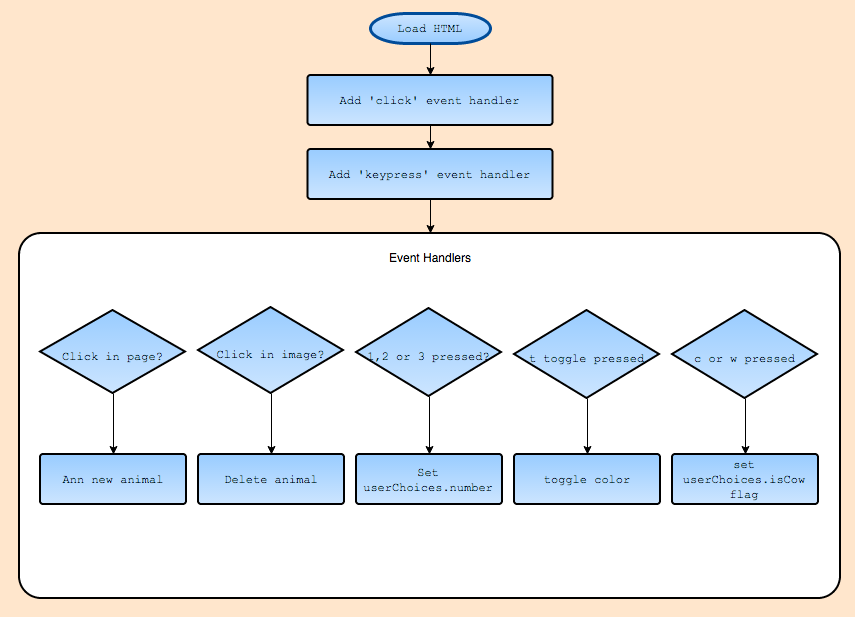 Load HTML
Add 'click' event handler
Add 'keypress' event handler
Event Handlers
Click in page?
Click in image?
1,2 or 3 pressed?
t toggle pressed
c or w pressed
Ann new animal
Delete animal
Set
userChoices.number
toggle color
set
userChoices.isCow
flag